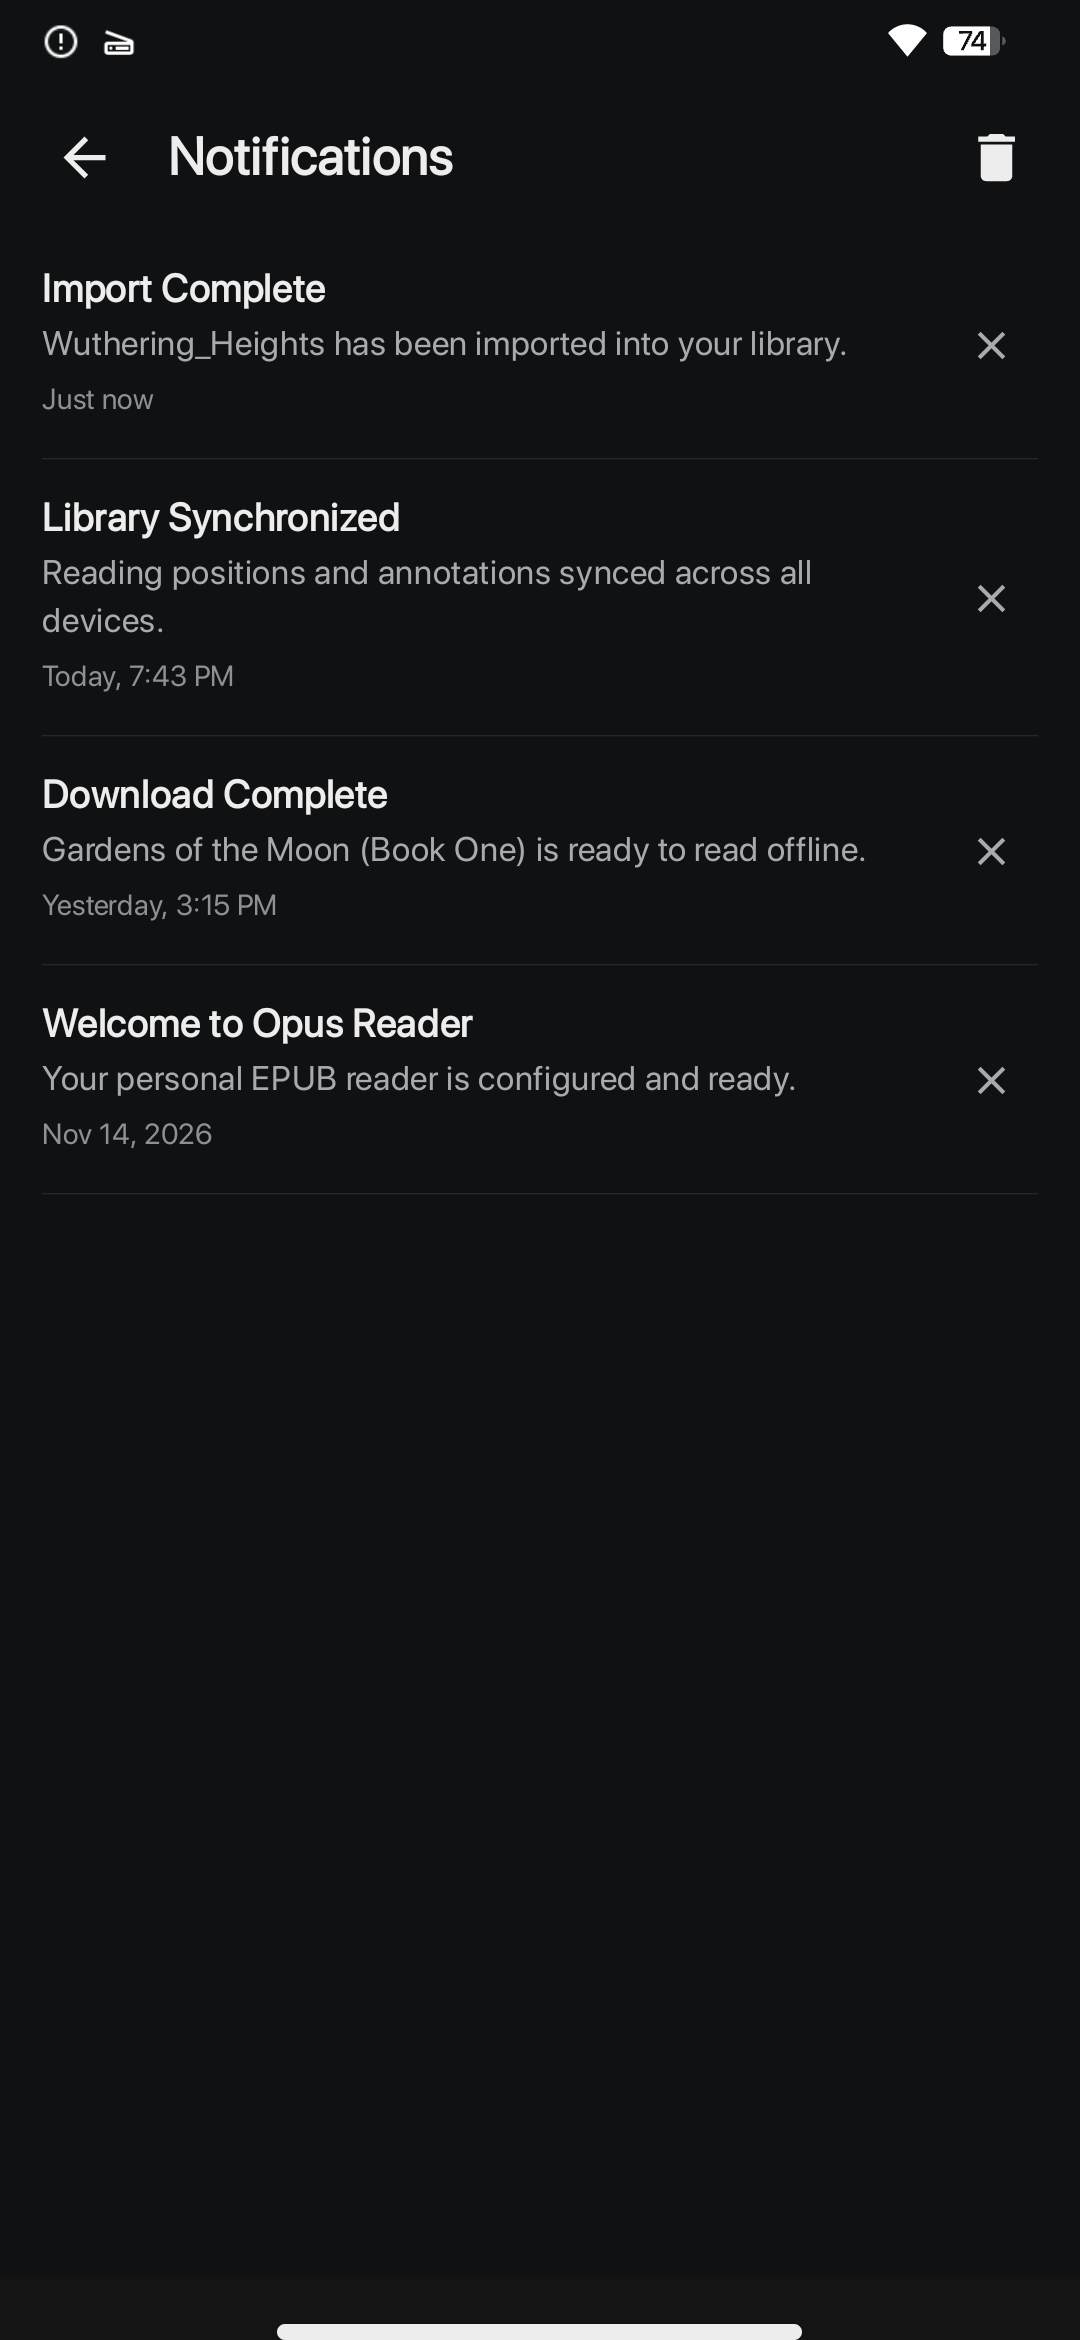 74
Notifications
Import Complete
Wuthering_Heights has been imported into your library.
Just now
Library Synchronized
Reading positions and annotations synced across all
devices.
Today, 7:43 PM
Download Complete
Gardens of the Moon (Book One) is ready to read offline.
Yesterday, 3:15 PM
Welcome to Opus Reader
Your personal EPUB reader is configured and ready.
Nov 14, 2026